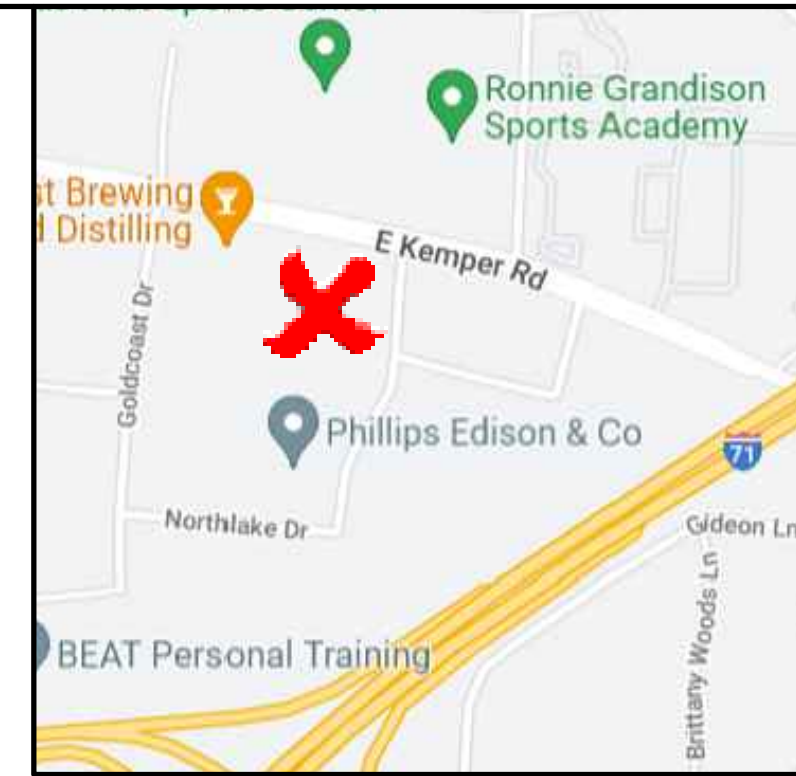 Ronnie Grandison
Sports Academy
st Brewing
d Distilling
E Kemper Rd
Goldcoast Dr
Phillips Edison & Co
71
Northlake Dr
Gideon Ln
Brittany Woods Ln
BEAT Personal Training